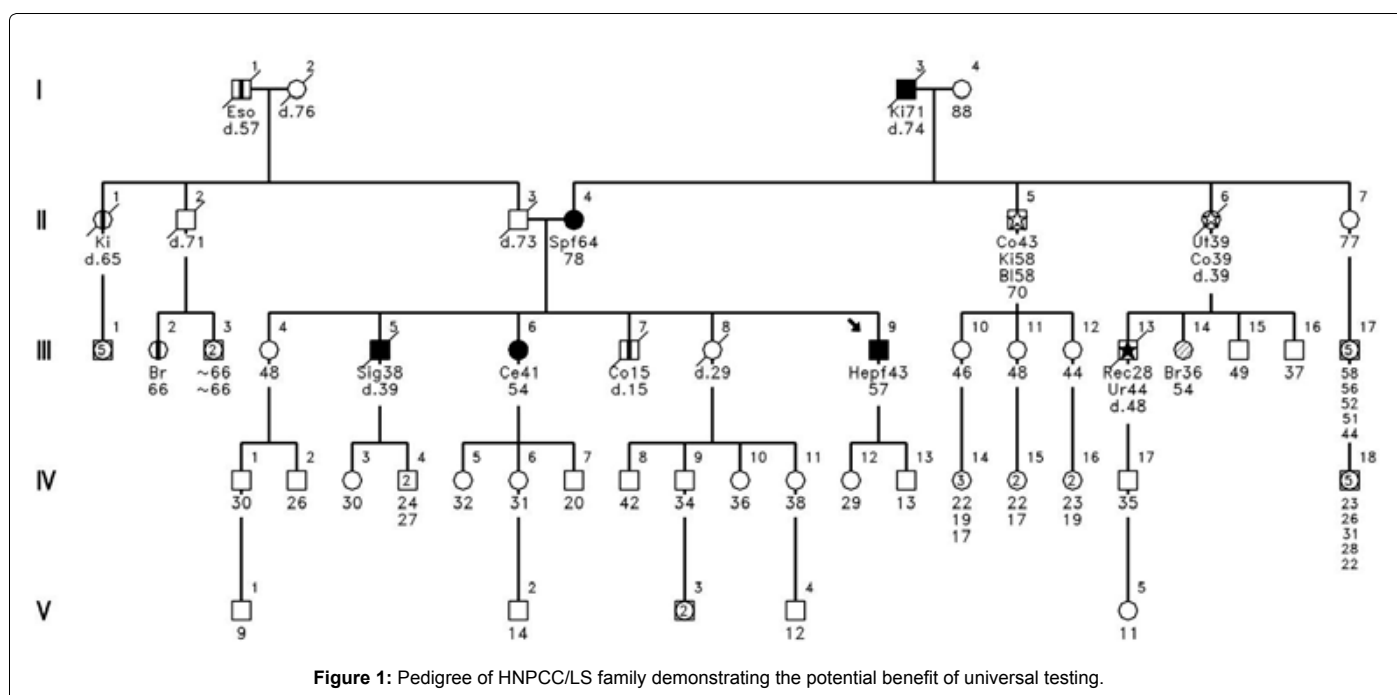 1 2 3 4
I
Eso Ki71 88
d.57 d.76 d.74
1 2 3 4 5 6 7
II
Ki d.71 d.73 Spf64 Co43 Ut39 77
d.65 78 Ki58 Co39
Bl58 d.39
70
1 2 3 4 5 6 7 8 9 10 11 12 13 14 15 16 17
III
5 2 5
Br ~66 48 Sig38 Ce41 Co15 d.29 Hepf43 46 48 44 Rec28 Br36 49 37 58
66 ~66 d.39 54 d.15 57 Ur44 54 56
d.48 52
51
44
1 2 3 4 5 6 7 8 9 10 11 12 13 14 15 16 17 18
IV
2 3 2 2 5
30 26 30 24 32 31 20 42 34 36 38 29 13 22 22 23 35 23
27 19 17 19 26
17 31
28
22
1 2 3 4 5
V
2
9 14 12 11
Figure 1: Pedigree of HNPCC/LS family demonstrating the potential benefit of universal testing.